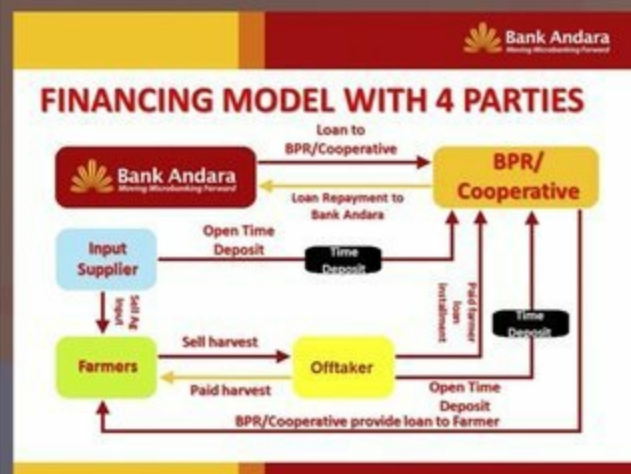 Bank Andara
Moving Microbanking Forward
FINANCING MODEL WITH 4 PARTIES
Loan to
BPR/Cooperative
Bank Andara
Moving Microbanking Forward
BPR/
Cooperative
Loan Repayment to
Bank Andara
Open Time
Deposit
Input
Supplier
Time
Deposit
Sell Ag
Input
Paid farmer
loan
installment
Time
Deposit
Sell harvest
Farmers
Offtaker
Paid harvest
Open Time
Deposit
BPR/Cooperative provide loan to Farmer